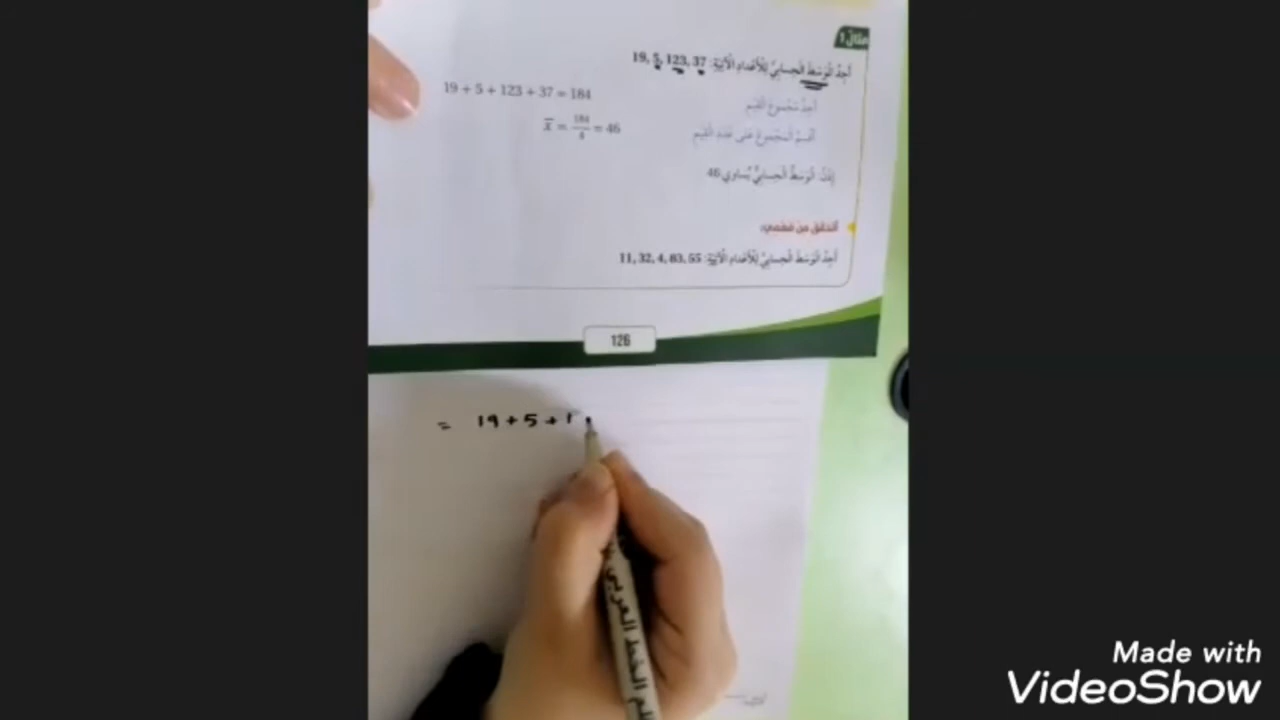 مثال 1
أجد الوسط الحسابي للأعداد الآتية: 19, 5, 123, 37
أجد مجموع القيم
19 + 5 + 123 + 37 = 184
أقسم المجموع على عدد القيم
x̄ = 184/4 = 46
إذن، الوسط الحسابي يساوي 46
أتحقق من فهمي:
أجد الوسط الحسابي للأعداد الآتية: 11, 32, 4, 83, 55
126
= 19 + 5 + 1
الخط العربي
Made with
VideoShow